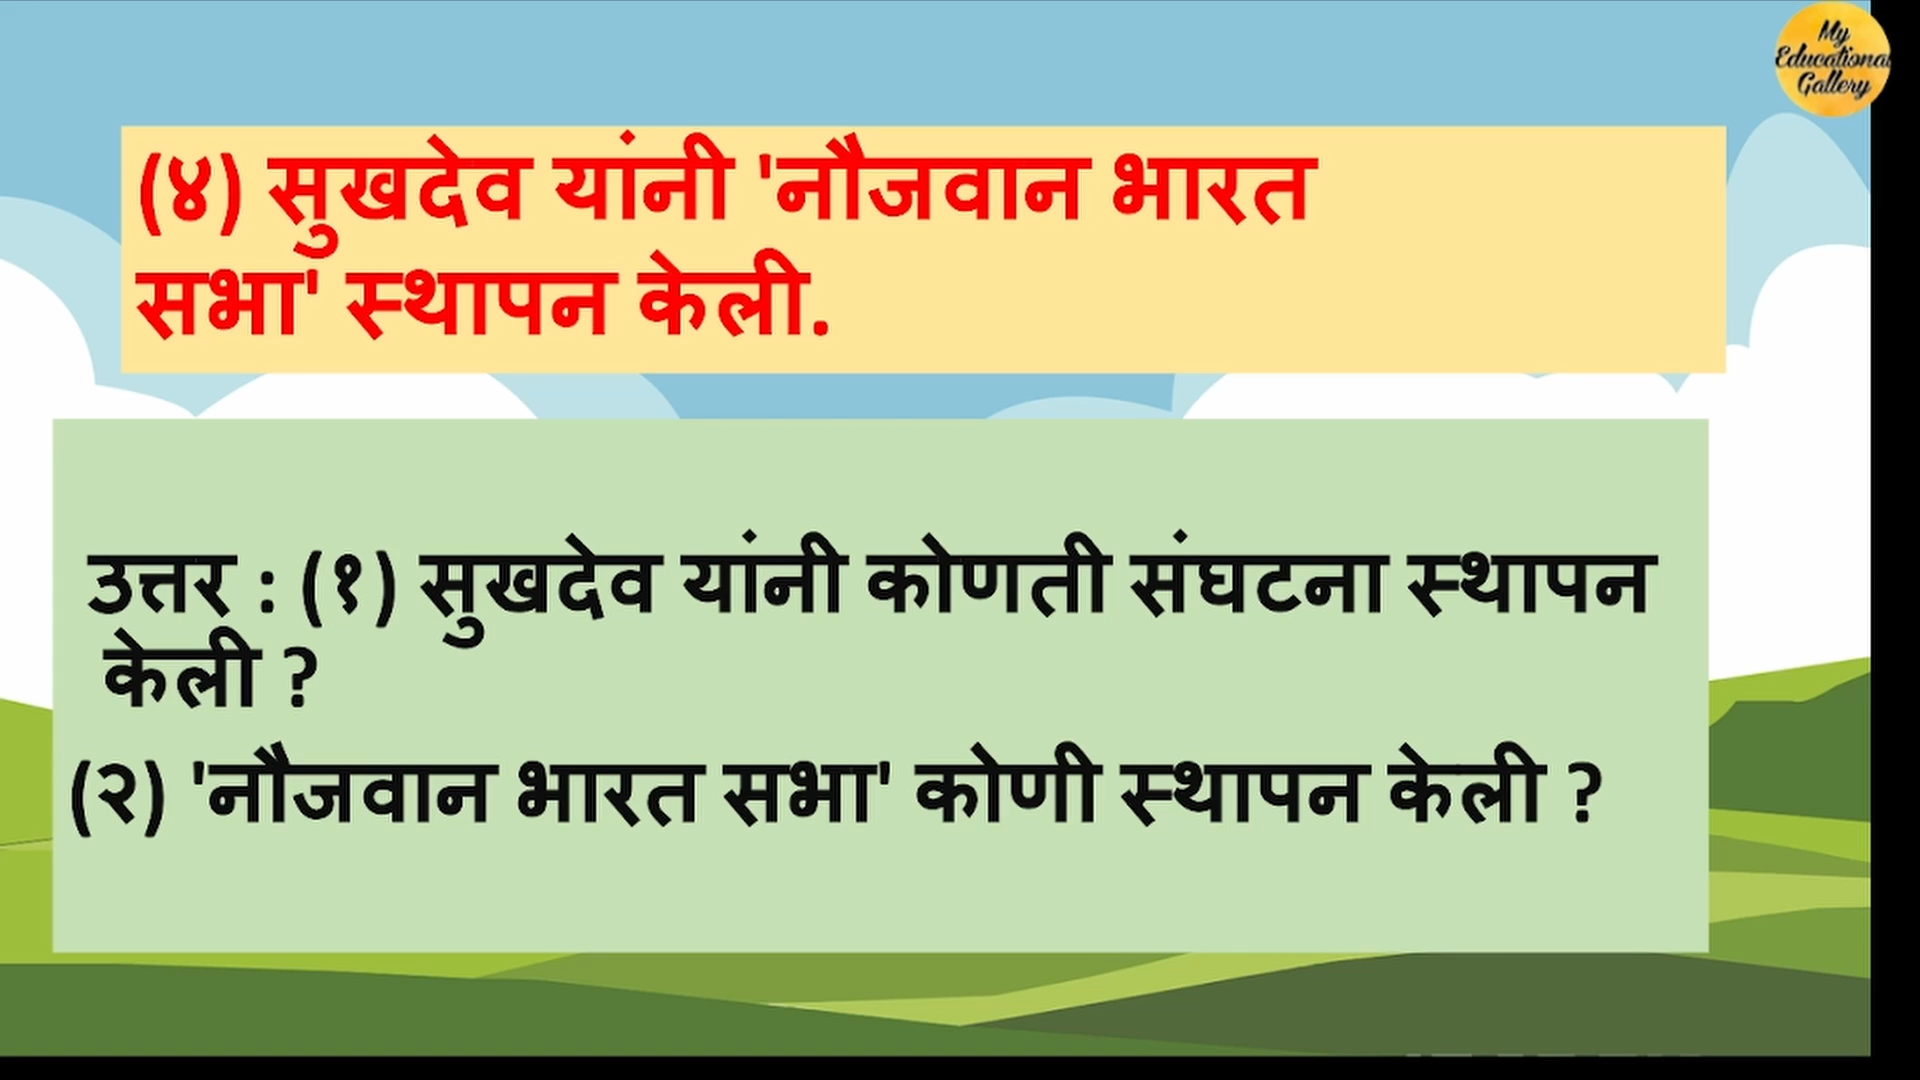 My
Educational
Gallery
(४) सुखदेव यांनी 'नौजवान भारत
सभा' स्थापन केली.
उत्तर : (१) सुखदेव यांनी कोणती संघटना स्थापन
केली ?
(२) 'नौजवान भारत सभा' कोणी स्थापन केली ?